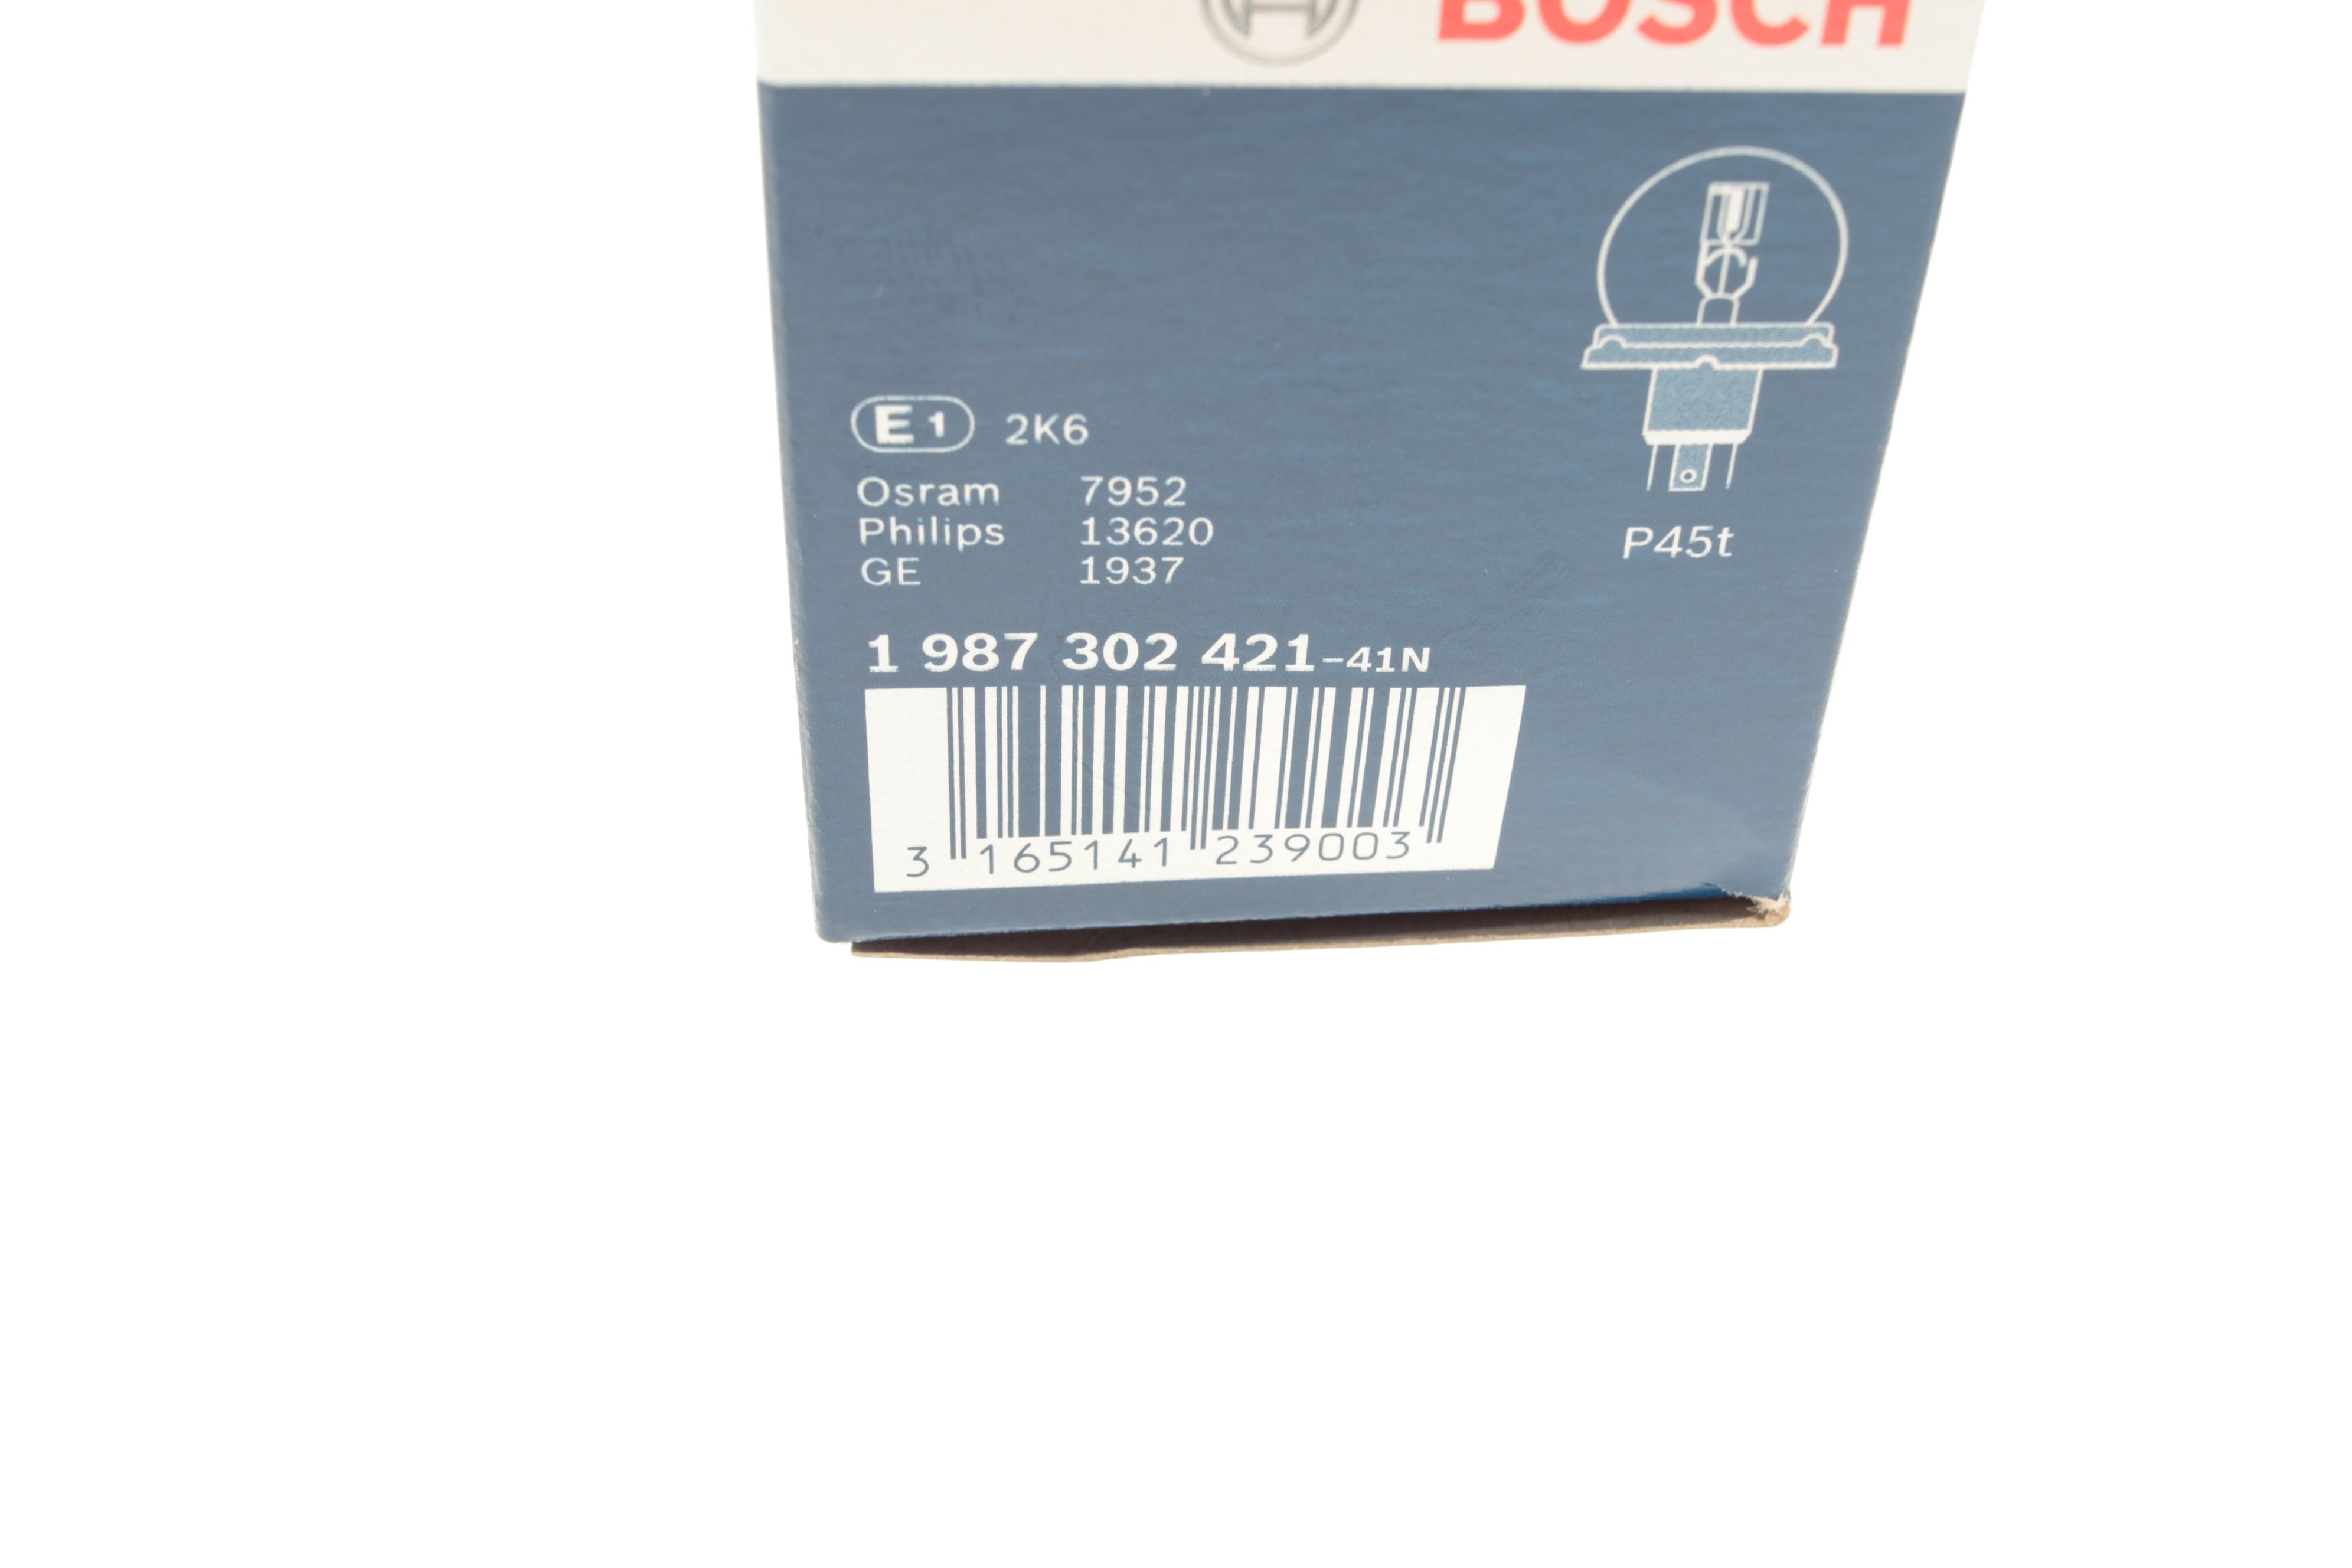 BOSCH
E1 2K6
Osram 7952
Philips 13620
GE 1937
P45t
1 987 302 421-41N
3 165141 239003